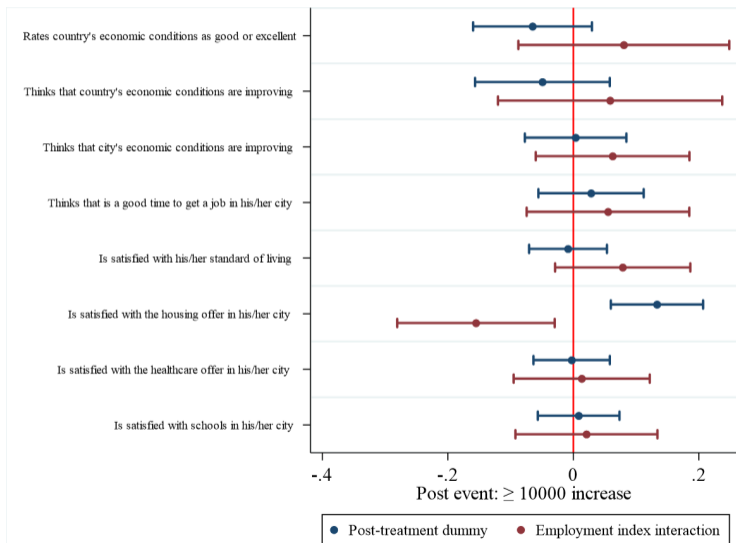 Rates country's economic conditions as good or excellent
Thinks that country's economic conditions are improving
Thinks that city's economic conditions are improving
Thinks that is a good time to get a job in his/her city
Is satisfied with his/her standard of living
Is satisfied with the housing offer in his/her city
Is satisfied with the healthcare offer in his/her city
Is satisfied with schools in his/her city
-.4 -.2 0 .2
Post event: ≥ 10000 increase
Post-treatment dummy Employment index interaction